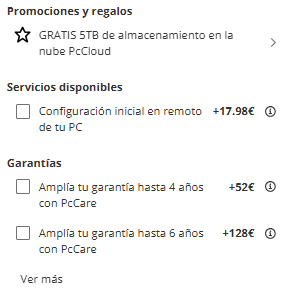 Promociones y regalos
GRATIS 5TB de almacenamiento en la
nube PcCloud
Servicios disponibles
Configuración inicial en remoto +17.98€
de tu PC
Garantías
Amplía tu garantía hasta 4 años +52€
con PcCare
Amplía tu garantía hasta 6 años +128€
con PcCare
Ver más